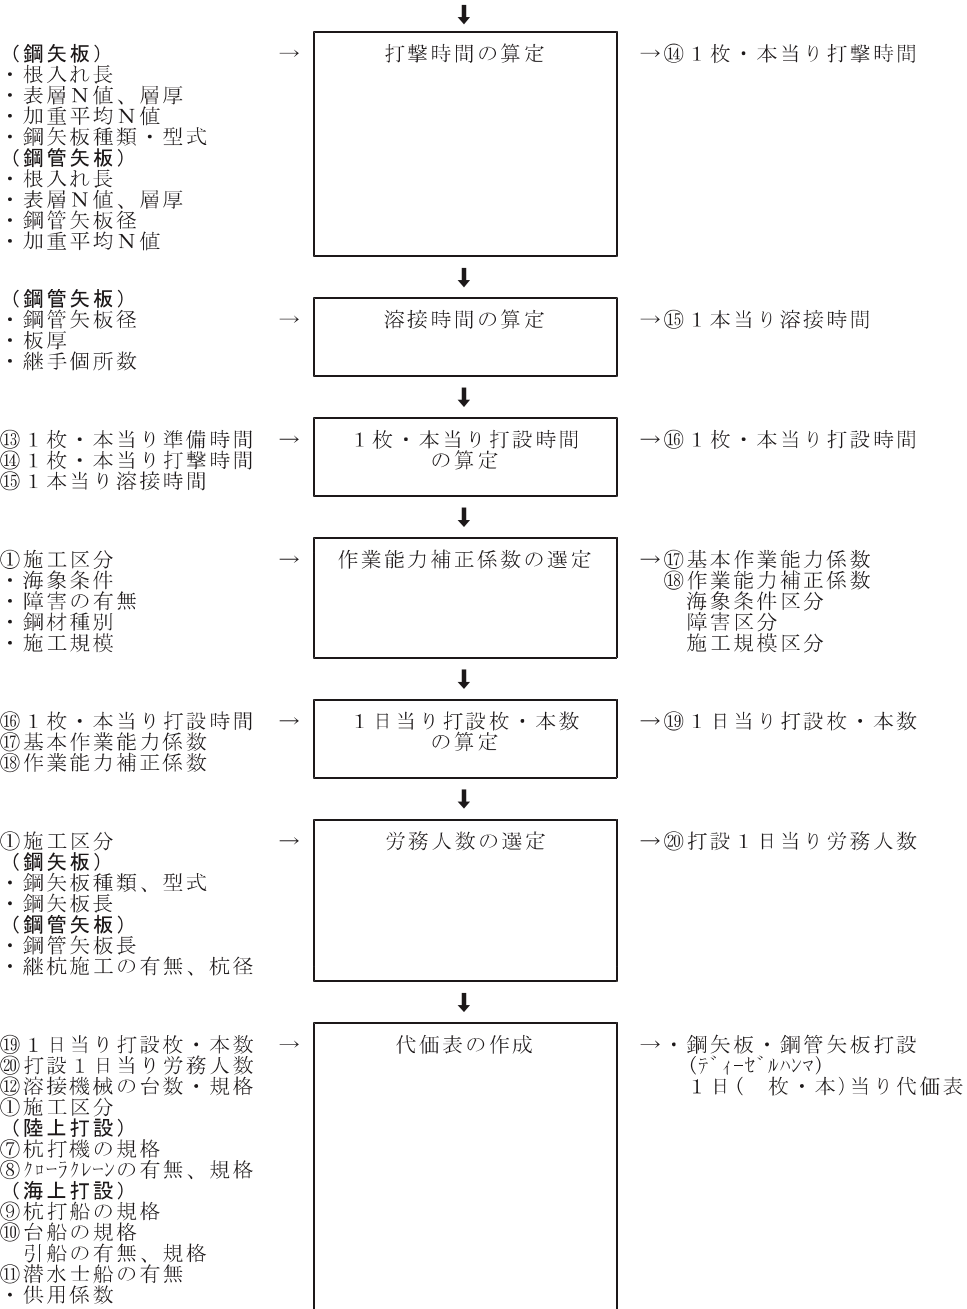 ⬇
（鋼矢板） → 打撃時間の算定 →⑭１枚・本当り打撃時間
・根入れ長
・表層Ｎ値、層厚
・加重平均Ｎ値
・鋼矢板種類・型式
（鋼管矢板）
・根入れ長
・表層Ｎ値、層厚
・鋼管矢板径
・加重平均Ｎ値
⬇
（鋼管矢板）
・鋼管矢板径 → 溶接時間の算定 →⑮１本当り溶接時間
・板厚
・継手個所数
⬇
⑬１枚・本当り準備時間 → １枚・本当り打設時間 →⑯１枚・本当り打設時間
⑭１枚・本当り打撃時間 の算定
⑮１本当り溶接時間
⬇
①施工区分 → 作業能力補正係数の選定 →⑰基本作業能力係数
・海象条件 ⑱作業能力補正係数
・障害の有無 海象条件区分
・鋼材種別 障害区分
・施工規模 施工規模区分
⬇
⑯１枚・本当り打設時間 → １日当り打設枚・本数 →⑲１日当り打設枚・本数
⑰基本作業能力係数 の算定
⑱作業能力補正係数
⬇
①施工区分 → 労務人数の選定 →⑳打設１日当り労務人数
（鋼矢板）
・鋼矢板種類、型式
・鋼矢板長
（鋼管矢板）
・鋼管矢板長
・継杭施工の有無、杭径
⬇
⑲１日当り打設枚・本数 → 代価表の作成 →・鋼矢板・鋼管矢板打設
⑳打設１日当り労務人数 (ﾃﾞｨｰｾﾞﾙﾊﾝﾏ)
⑫溶接機械の台数・規格 １日(　枚・本)当り代価表
①施工区分
（陸上打設）
⑦杭打機の規格
⑧ｸﾛｰﾗｸﾚｰﾝの有無、規格
（海上打設）
⑨杭打船の規格
⑩台船の規格
引船の有無、規格
⑪潜水士船の有無
・供用係数